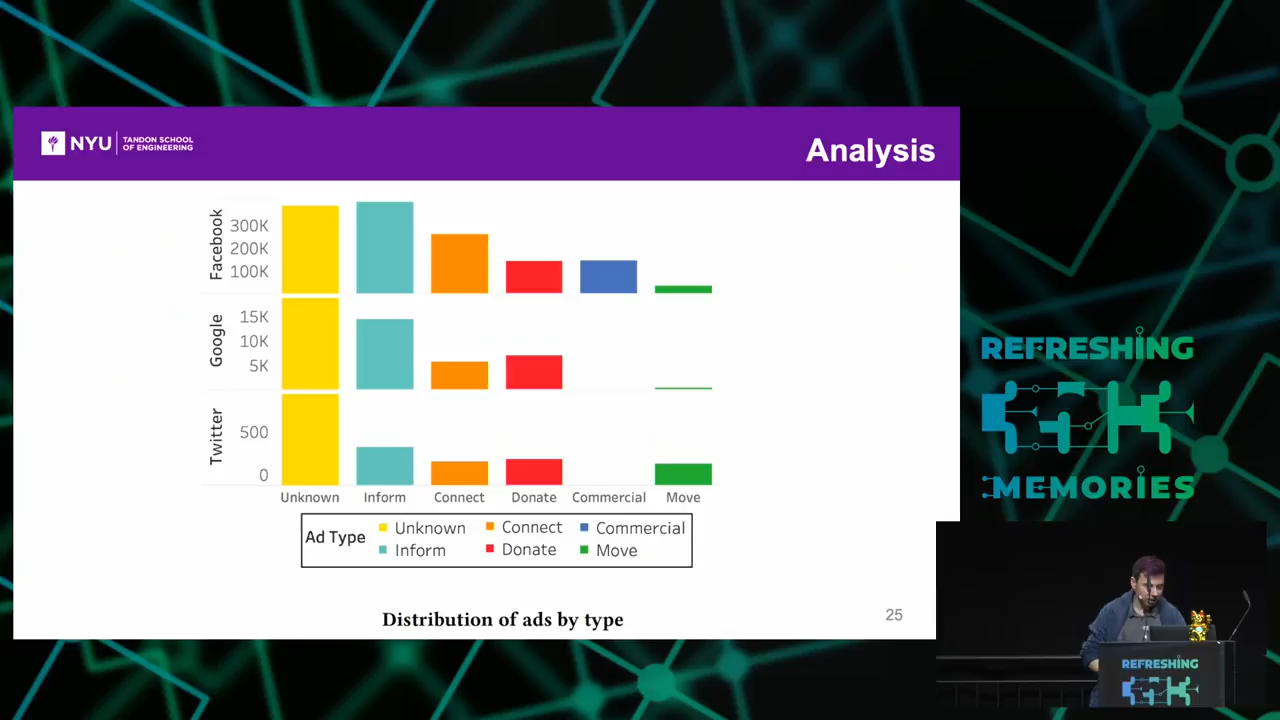 NYU
TANDON SCHOOL
OF ENGINEERING
Analysis
Facebook
300K
200K
100K
Google
15K
10K
5K
Twitter
500
0
Unknown Inform Connect Donate Commercial Move
Ad Type
Unknown Connect Commercial
Inform Donate Move
Distribution of ads by type
25
REFRESHING
MEMORIES
REFRESHING